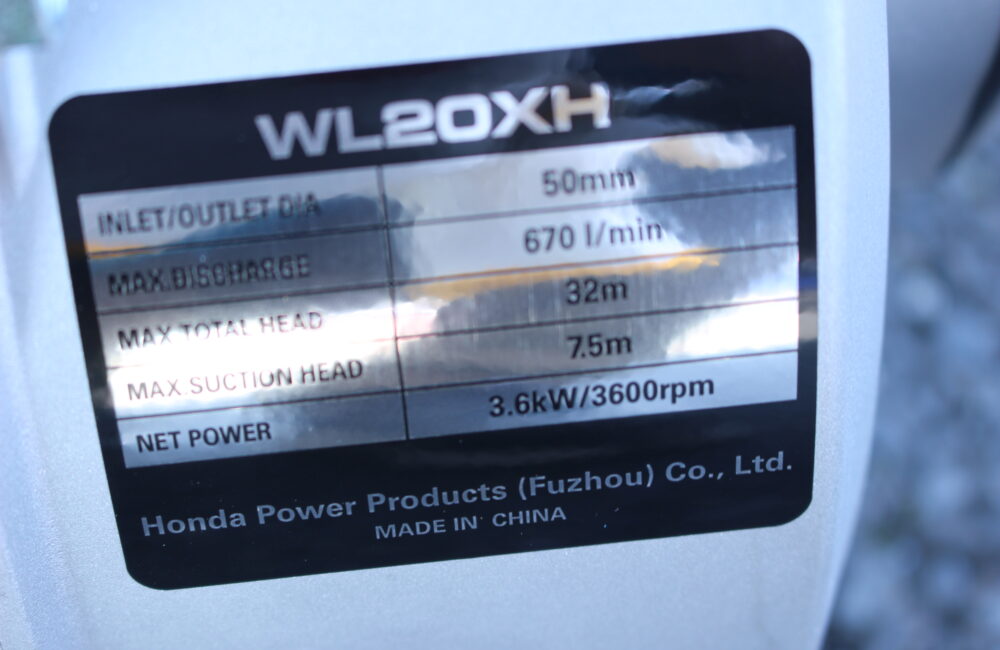 WL20XH
INLET/OUTLET DIA 50mm
MAX.DISCHARGE 670 l/min
MAX TOTAL HEAD 32m
MAX.SUCTION HEAD 7.5m
NET POWER 3.6kW/3600rpm
Honda Power Products (Fuzhou) Co., Ltd.
MADE IN CHINA